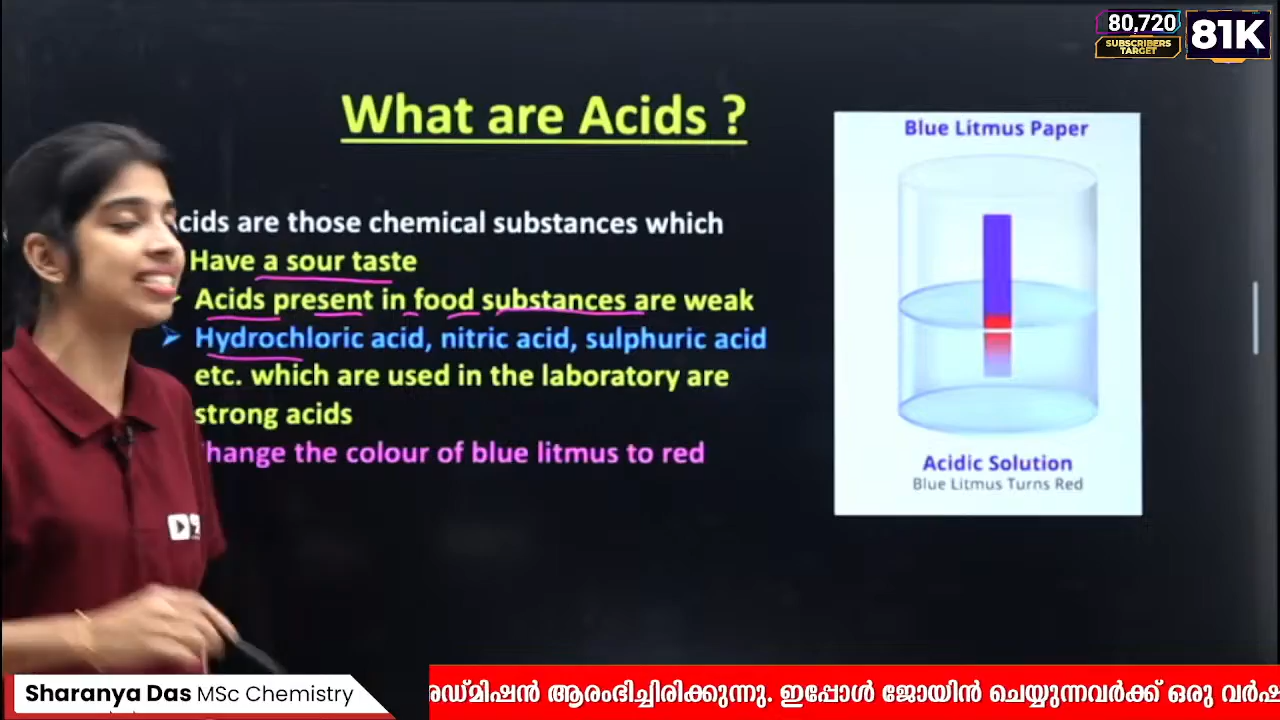 80,720
SUBSCRIBERS
TARGET
81K
What are Acids ?
cids are those chemical substances which
Have a sour taste
Acids present in food substances are weak
Hydrochloric acid, nitric acid, sulphuric acid
etc. which are used in the laboratory are
strong acids
hange the colour of blue litmus to red
Blue Litmus Paper
Acidic Solution
Blue Litmus Turns Red
Sharanya Das MSc Chemistry
ഡ്മിഷൻ ആരംഭിച്ചിരിക്കുന്നു. ഇപ്പോൾ ജോയിൻ ചെയ്യുന്നവർക്ക് ഒരു വർഷ